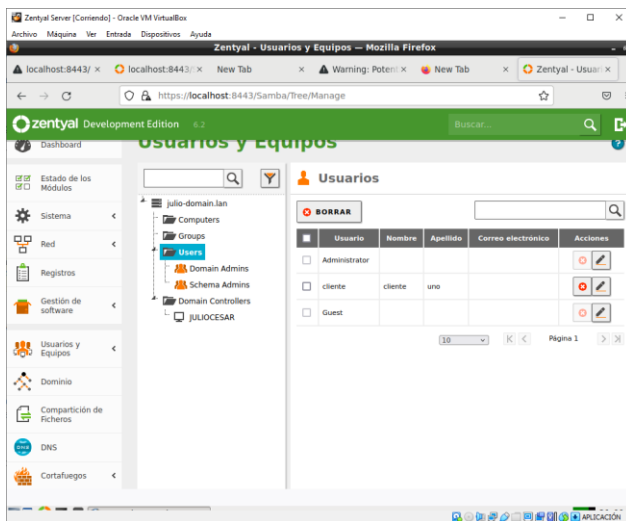 Zentyal Server [Corriendo] - Oracle VM VirtualBox
Archivo Máquina Ver Entrada Dispositivos Ayuda
Zentyal - Usuarios y Equipos — Mozilla Firefox
localhost:8443/ × localhost:8443/ × New Tab × Warning: Potent × New Tab × Zentyal - Usuar ×
https://localhost:8443/Samba/Tree/Manage
zentyal Development Edition 6.2 Buscar...
Usuarios y Equipos
Dashboard
Estado de los
Módulos
Sistema
Red
Registros
Gestión de
software
Usuarios y
Equipos
Dominio
Compartición de
Ficheros
DNS
Cortafuegos
julio-domain.lan
Computers
Groups
Users
Domain Admins
Schema Admins
Domain Controllers
JULIOCESAR
Usuarios
BORRAR
Usuario Nombre Apellido Correo electrónico Acciones
Administrator
cliente cliente uno
Guest
10 Página 1
APLICACIÓN